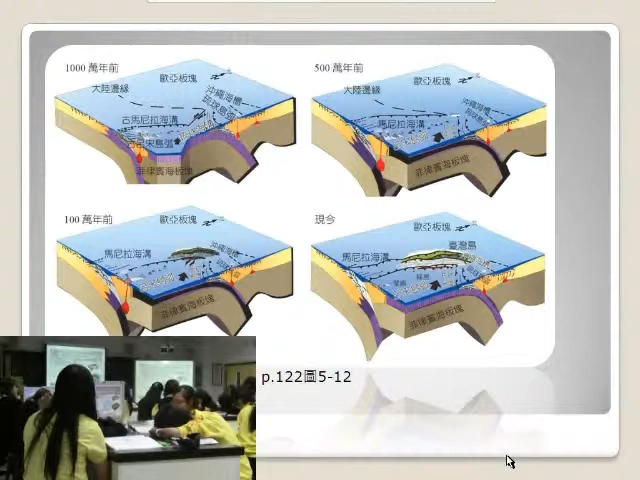 1000 萬年前
歐亞板塊
大陸邊緣
沖繩海槽
琉球島弧
古馬尼拉海溝
菲律賓海板塊
500 萬年前
歐亞板塊
大陸邊緣
沖繩海槽
馬尼拉海溝
菲律賓海板塊
100 萬年前
歐亞板塊
馬尼拉海溝
沖繩海槽
菲律賓海板塊
現今
歐亞板塊
臺灣島
馬尼拉海溝
菲律賓海板塊
p.122圖5-12